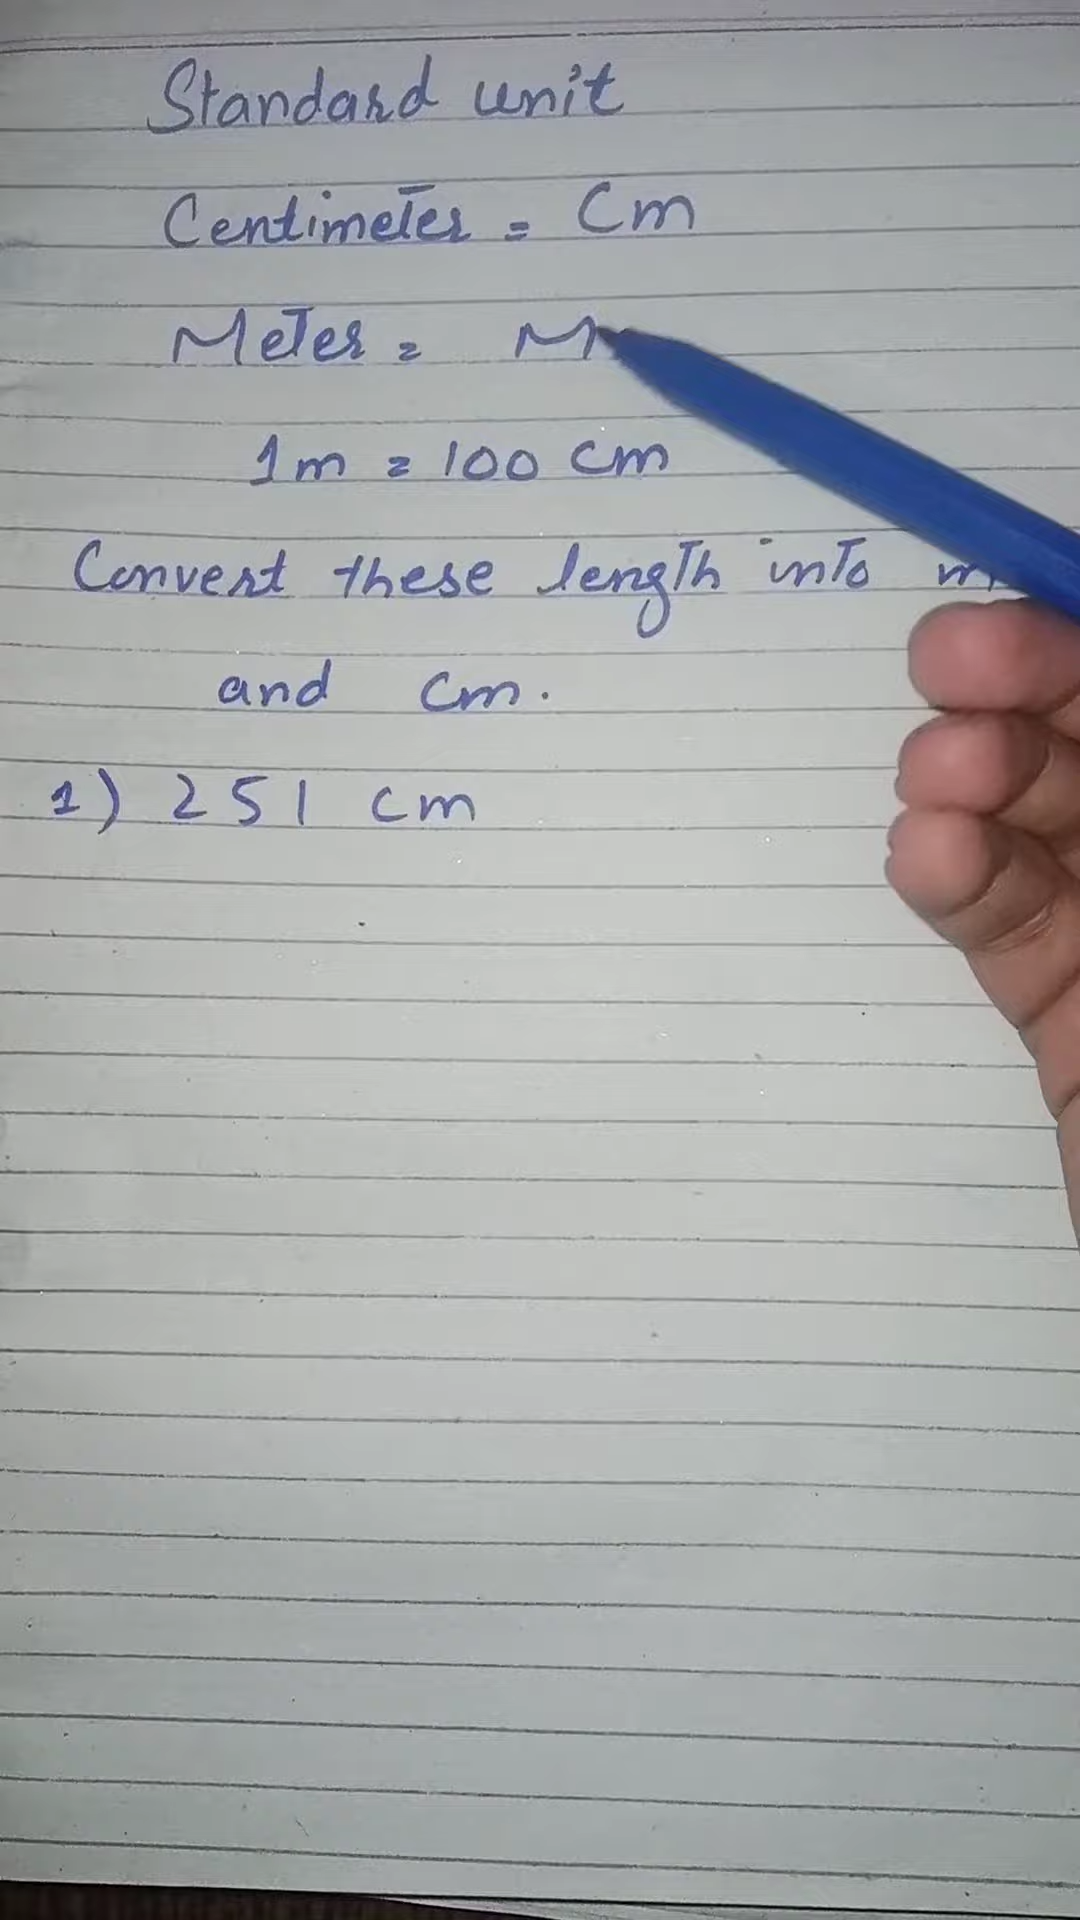 Standard unit
Centimeter = Cm
Meter = M
1m = 100 cm
Convert these length into m
and cm.
1) 251 cm